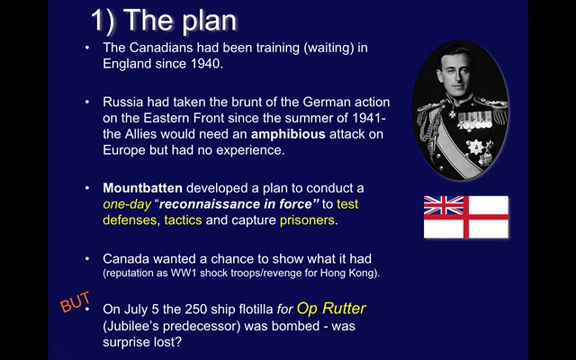 1) The plan
• The Canadians had been training (waiting) in
England since 1940.
• Russia had taken the brunt of the German action
on the Eastern Front since the summer of 1941-
the Allies would need an amphibious attack on
Europe but had no experience.
• Mountbatten developed a plan to conduct a
one-day “reconnaissance in force” to test
defenses, tactics and capture prisoners.
• Canada wanted a chance to show what it had
(reputation as WW1 shock troops/revenge for Hong Kong).
BUT
• On July 5 the 250 ship flotilla for Op Rutter
(Jubilee's predecessor) was bombed - was
surprise lost?